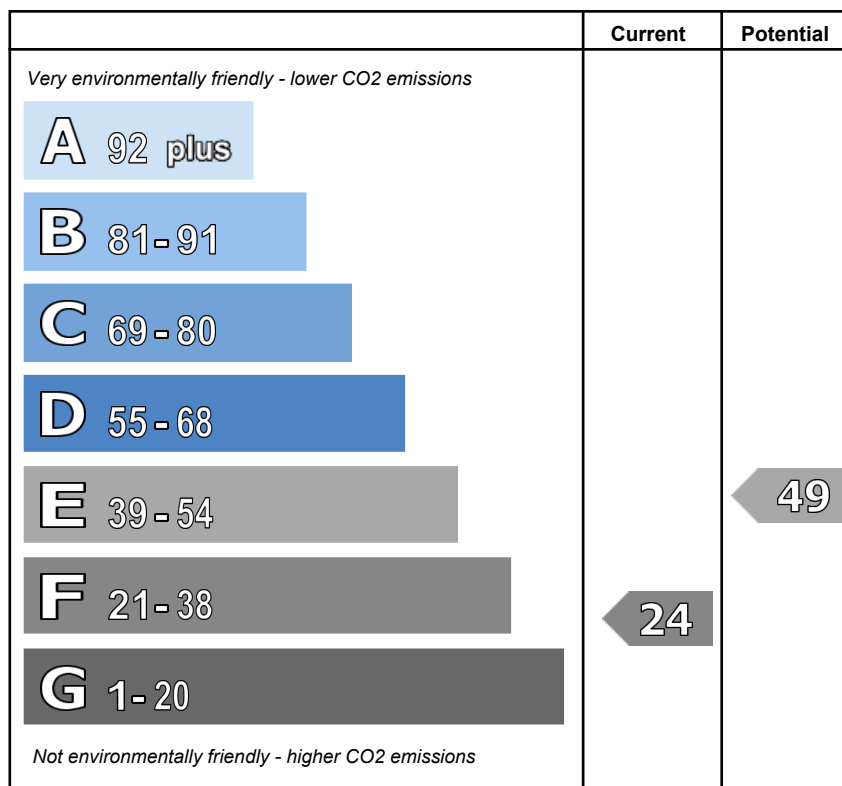 Current Potential
Very environmentally friendly - lower CO2 emissions
A 92 plus
B 81-91
C 69-80
D 55-68
E 39-54
49
F 21-38
24
G 1-20
Not environmentally friendly - higher CO2 emissions